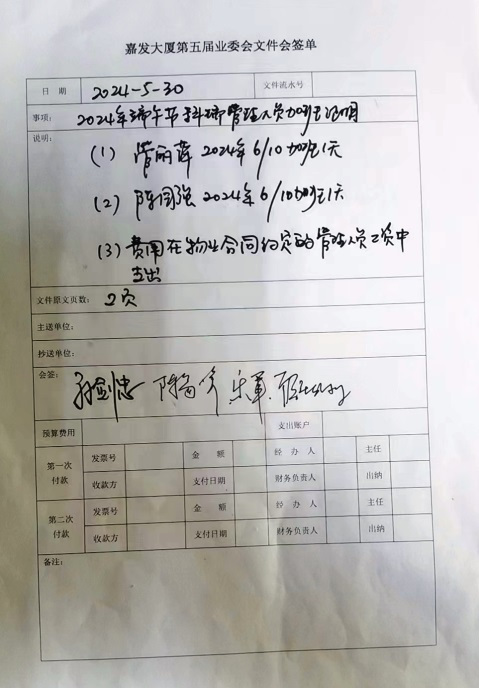 嘉发大厦第五届业委会文件会签单
日 期 2024-5-30 文件流水号
事项: 2024年端午节科瑞管理人员加班证明
说明:
(1) 管丽萍 2024年6/10加班1天
(2) 陈国强 2024年6/10加班1天
(3) 费用在物业合同约定的管理人员工资中
支出
文件原文页数: 2页
主送单位:
抄送单位:
会签:
预算费用 支出账户
第一次付款 发票号 金 额 经 办 人 主任
收款方 支付日期 财务负责人 出纳
第二次付款 发票号 金 额 经 办 人 主任
收款方 支付日期 财务负责人 出纳
备注: